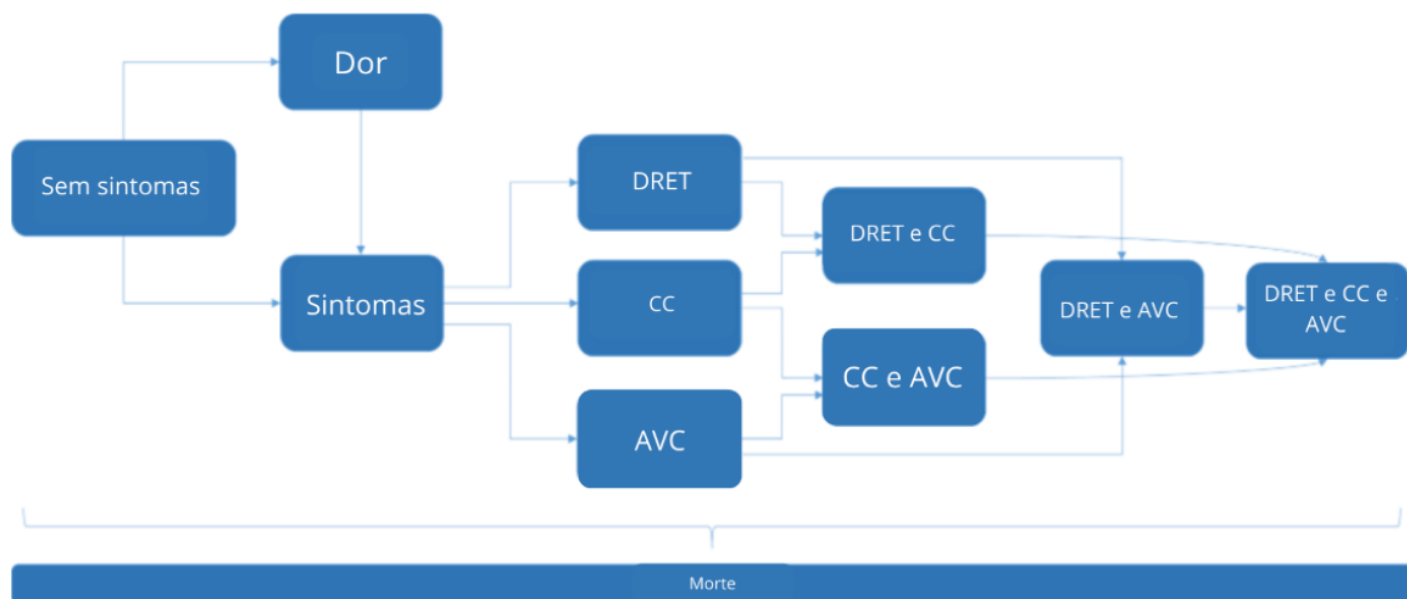 Dor
Sem sintomas
Sintomas
DRET
CC
AVC
DRET e CC
CC e AVC
DRET e AVC
DRET e CC e
AVC
Morte